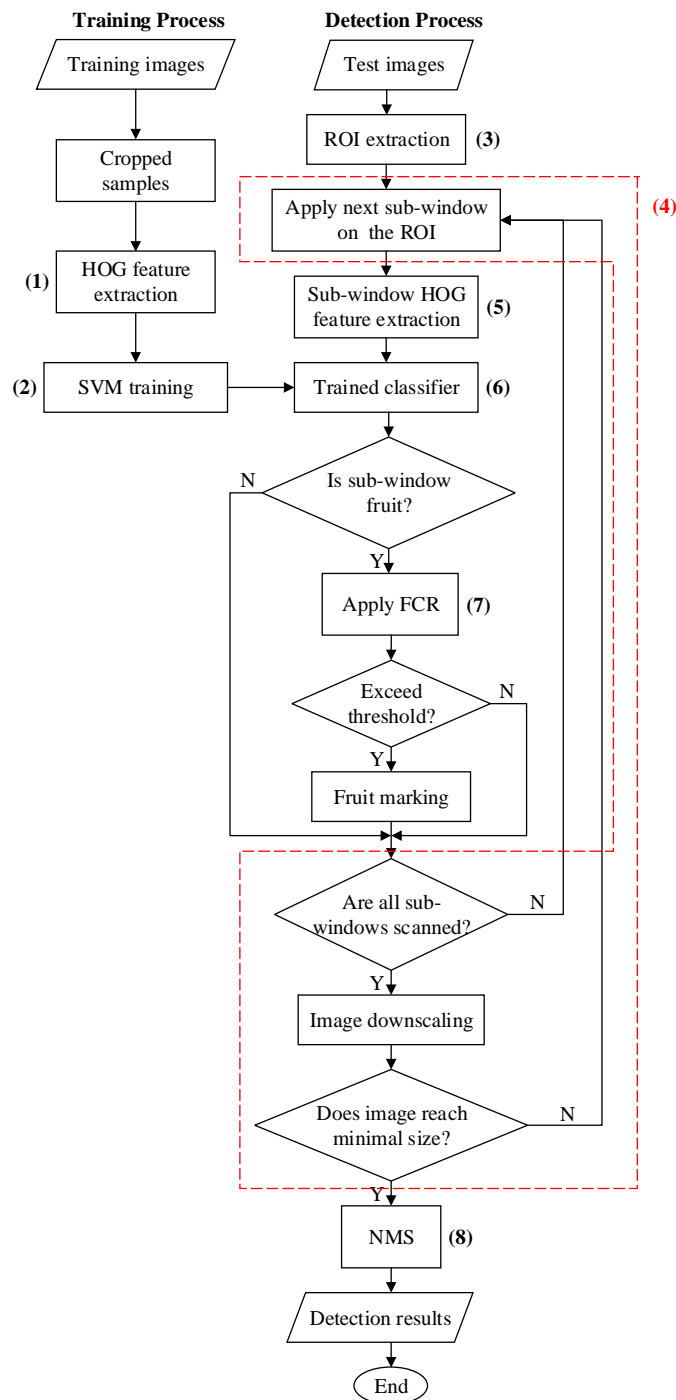 Training Process
Detection Process
Training images
Test images
Cropped
samples
ROI extraction
(3)
Apply next sub-window
on the ROI
(4)
(1)
HOG feature
extraction
Sub-window HOG
feature extraction
(5)
(2)
SVM training
Trained classifier
(6)
Is sub-window
fruit?
N
Y
Apply FCR
(7)
Exceed
threshold?
N
Y
Fruit marking
Are all sub-
windows scanned?
N
Y
Image downscaling
Does image reach
minimal size?
N
Y
NMS
(8)
Detection results
End